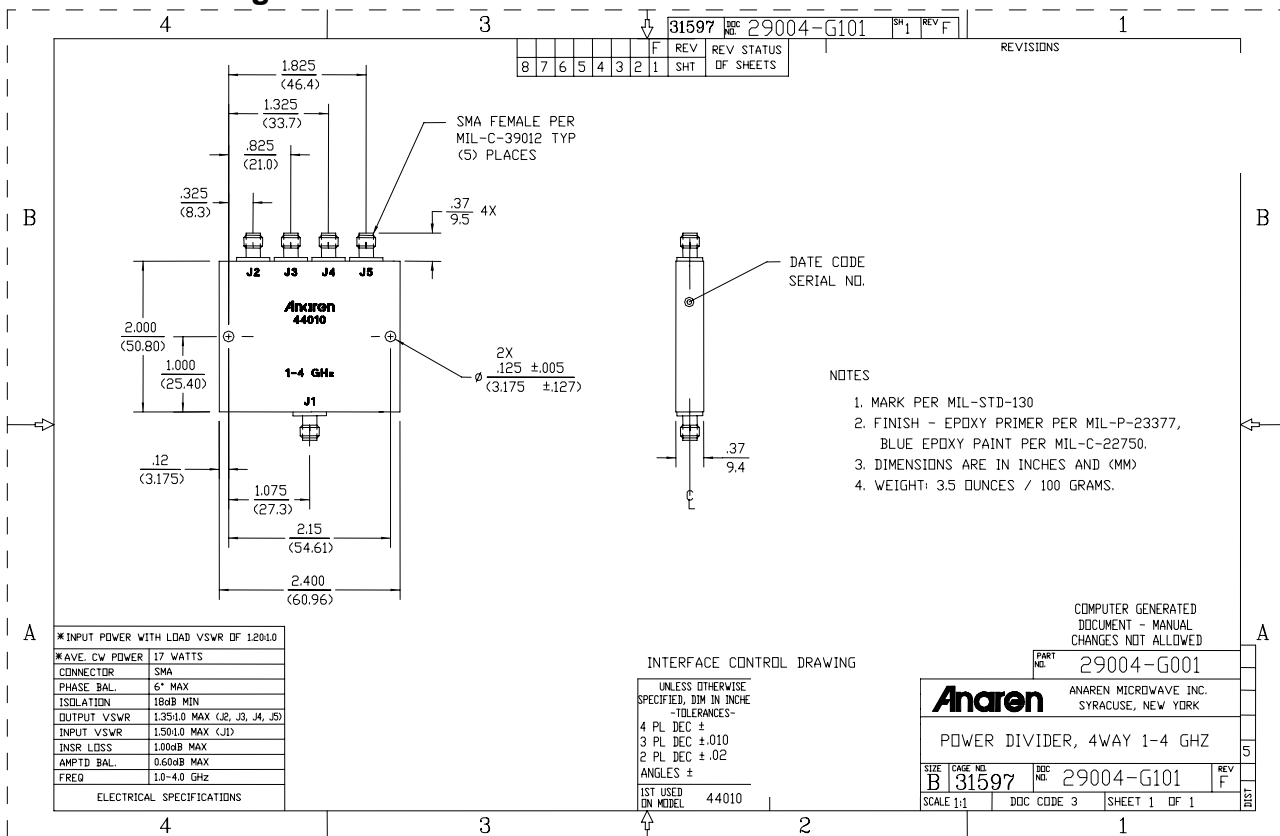 4
3
31597
DOC NO. 29004-G101
SH 1
REV F
1
F REV
8 7 6 5 4 3 2 1 SHT
REV STATUS
OF SHEETS
REVISIONS
1.825
(46.4)
1.325
(33.7)
.825
(21.0)
.325
(8.3)
SMA FEMALE PER
MIL-C-39012 TYP
(5) PLACES
.37
9.5
4X
B
B
J2 J3 J4 J5
Anaren
44010
1-4 GHz
J1
2.000
(50.80)
1.000
(25.40)
2X
ø .125 ±.005
(3.175 ±.127)
.12
(3.175)
1.075
(27.3)
2.15
(54.61)
2.400
(60.96)
DATE CODE
SERIAL NO.
.37
9.4
CL
NOTES
1. MARK PER MIL-STD-130
2. FINISH - EPOXY PRIMER PER MIL-P-23377,
BLUE EPOXY PAINT PER MIL-C-22750.
3. DIMENSIONS ARE IN INCHES AND (MM)
4. WEIGHT: 3.5 OUNCES / 100 GRAMS.
A
A
*INPUT POWER WITH LOAD VSWR OF 1.20:1.0
*AVE. CW POWER 17 WATTS
CONNECTOR SMA
PHASE BAL. 6° MAX
ISOLATION 18dB MIN
OUTPUT VSWR 1.35:1.0 MAX (J2, J3, J4, J5)
INPUT VSWR 1.50:1.0 MAX (J1)
INSR LOSS 1.00dB MAX
AMPTD BAL. 0.60dB MAX
FREQ 1.0-4.0 GHz
ELECTRICAL SPECIFICATIONS
INTERFACE CONTROL DRAWING
UNLESS OTHERWISE
SPECIFIED, DIM IN INCHE
-TOLERANCES-
4 PL DEC ±
3 PL DEC ±.010
2 PL DEC ±.02
ANGLES ±
1ST USED
ON MODEL 44010
COMPUTER GENERATED
DOCUMENT - MANUAL
CHANGES NOT ALLOWED
PART NO. 29004-G001
Anaren
ANAREN MICROWAVE INC.
SYRACUSE, NEW YORK
POWER DIVIDER, 4WAY 1-4 GHZ
SIZE B
CAGE NO. 31597
DOC NO. 29004-G101
REV F
SCALE 1:1
DOC CODE 3
SHEET 1 OF 1
5
DIST
4
3
2
1